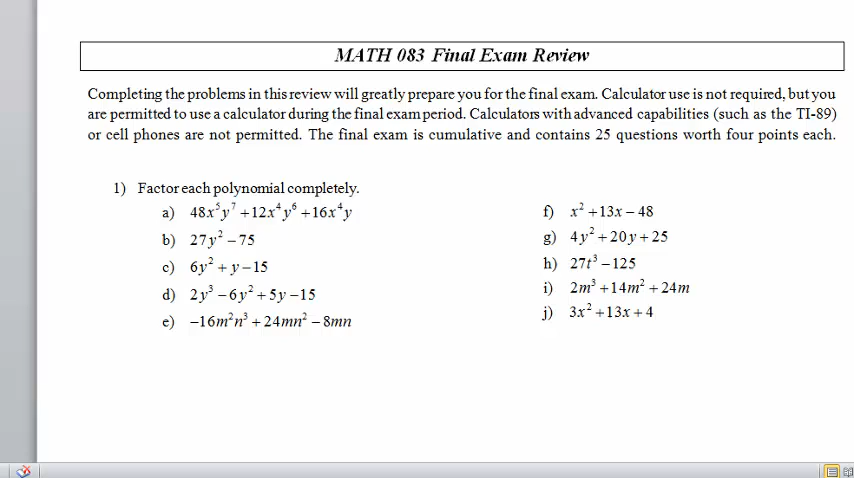 MATH 083 Final Exam Review
Completing the problems in this review will greatly prepare you for the final exam. Calculator use is not required, but you
are permitted to use a calculator during the final exam period. Calculators with advanced capabilities (such as the TI-89)
or cell phones are not permitted. The final exam is cumulative and contains 25 questions worth four points each.
1) Factor each polynomial completely.
a) 48x⁵y⁷ +12x⁴y⁶ +16x⁴y
b) 27y² – 75
c) 6y² + y – 15
d) 2y³ – 6y² + 5y – 15
e) –16m²n³ + 24mn² – 8mn
f) x² +13x – 48
g) 4y² + 20y + 25
h) 27t³ – 125
i) 2m³ +14m² + 24m
j) 3x² +13x + 4